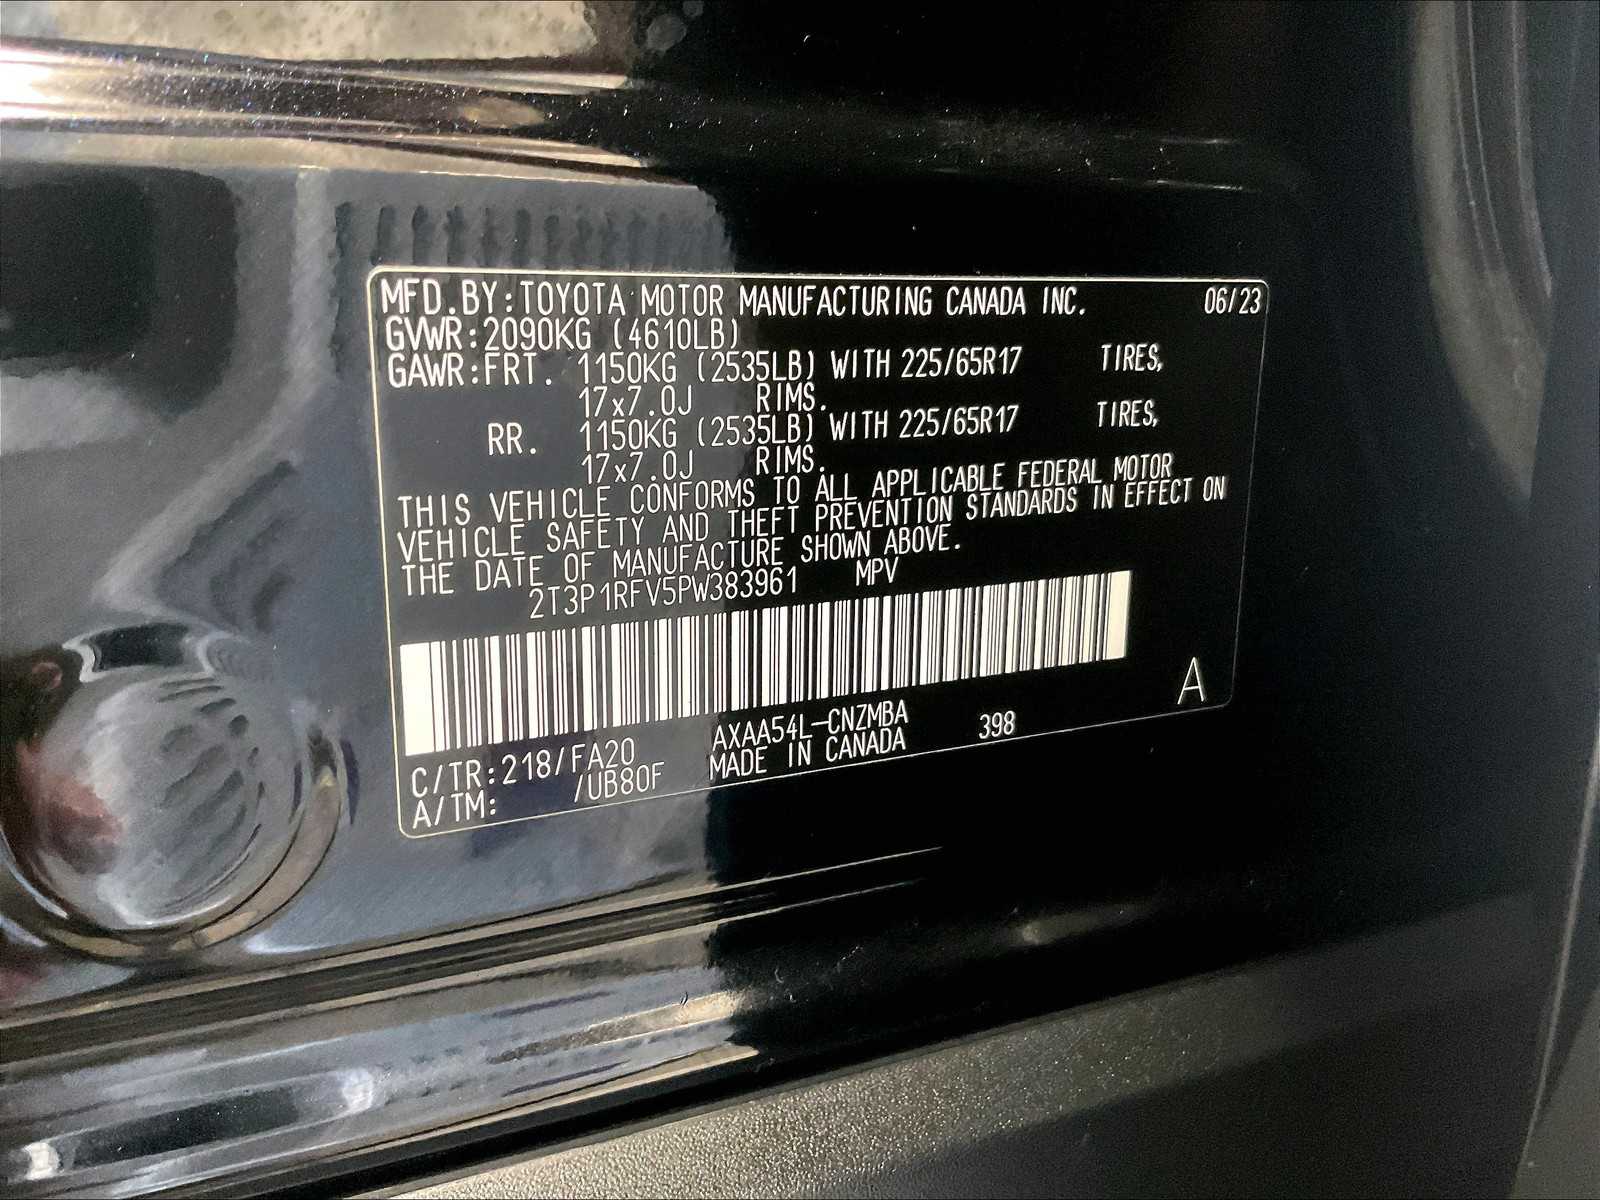 MFD.BY:TOYOTA MOTOR MANUFACTURING CANADA INC. 06/23
GVWR:2090KG (4610LB)
GAWR:FRT. 1150KG (2535LB) WITH 225/65R17 TIRES,
17x7.0J RIMS.
RR. 1150KG (2535LB) WITH 225/65R17 TIRES,
17x7.0J RIMS.
THIS VEHICLE CONFORMS TO ALL APPLICABLE FEDERAL MOTOR
VEHICLE SAFETY AND THEFT PREVENTION STANDARDS IN EFFECT ON
THE DATE OF MANUFACTURE SHOWN ABOVE.
2T3P1RFV5PW383961 MPV
C/TR:218/FA20 AXAA54L-CNZMBA 398 A
A/TM: /UB80F MADE IN CANADA